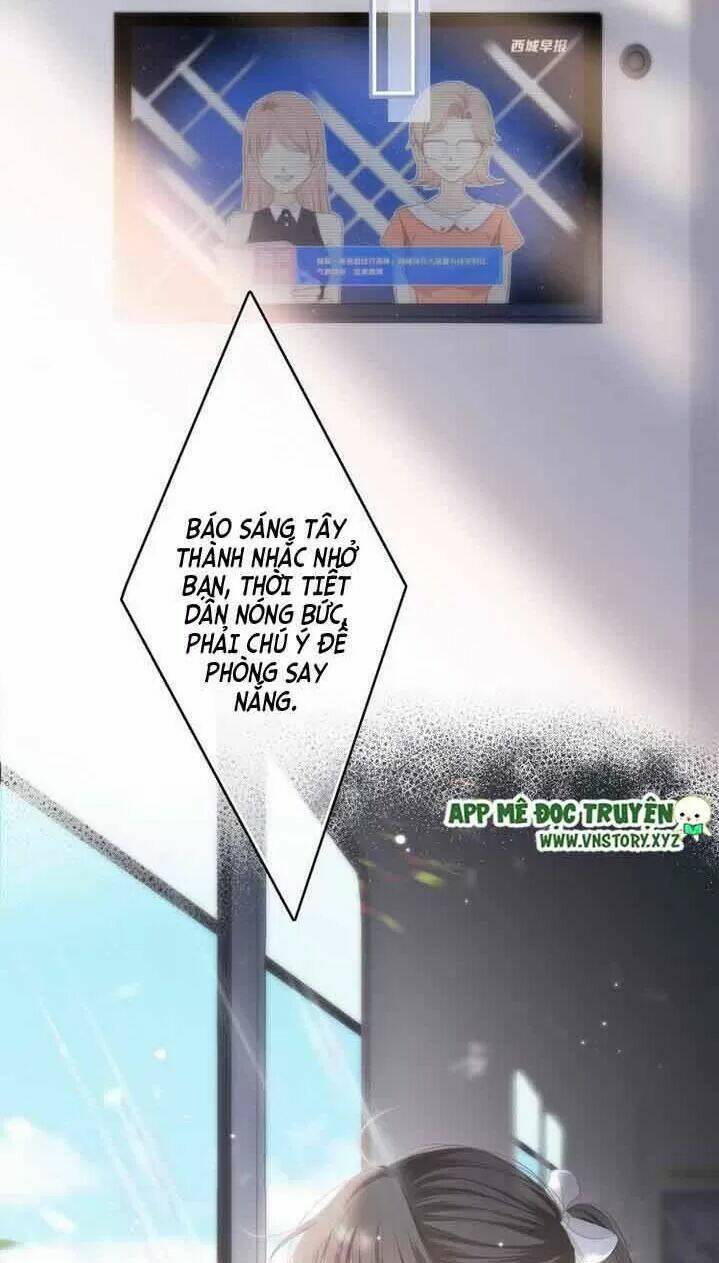 西城早报
BÁO SÁNG TÂY
THÀNH NHẮC NHỞ
BẠN, THỜI TIẾT
DẦN NÓNG BỨC,
PHẢI CHÚ Ý ĐỀ
PHÒNG SAY
NẮNG.
APP MÊ ĐỌC TRUYỆN
WWW.VNSTORY.XYZ